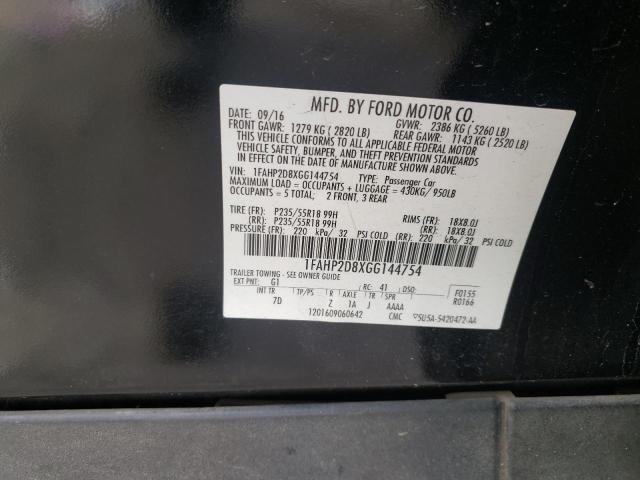 MFD. BY FORD MOTOR CO.
DATE: 09/16 GVWR: 2386 KG ( 5260 LB)
FRONT GAWR: 1279 KG ( 2820 LB) REAR GAWR: 1143 KG ( 2520 LB)
THIS VEHICLE CONFORMS TO ALL APPLICABLE FEDERAL MOTOR
VEHICLE SAFETY, BUMPER, AND THEFT PREVENTION STANDARDS IN
EFFECT ON THE DATE OF MANUFACTURE SHOWN ABOVE.
VIN: 1FAHP2D8XGG144754 TYPE: Passenger Car
MAXIMUM LOAD = OCCUPANTS + LUGGAGE = 430KG/ 950LB
OCCUPANTS = 5 TOTAL; 2 FRONT, 3 REAR
TIRE (FR): P235/55R18 99H RIMS (FR): 18X8.0J
(RR): P235/55R18 99H (RR): 18X8.0J
PRESSURE (FR): 220 kPa/ 32 PSI COLD (RR): 220 kPa/ 32 PSI COLD
1FAHP2D8XGG144754
TRAILER TOWING - SEE OWNER GUIDE
EXT PNT: G1 RC: 41 DSO: F0155
INT TR TP/PS R AXLE TR SPR R0166
7D Z 1A J AAAA
1201609060642 CMC 5U5A-5420472-AA